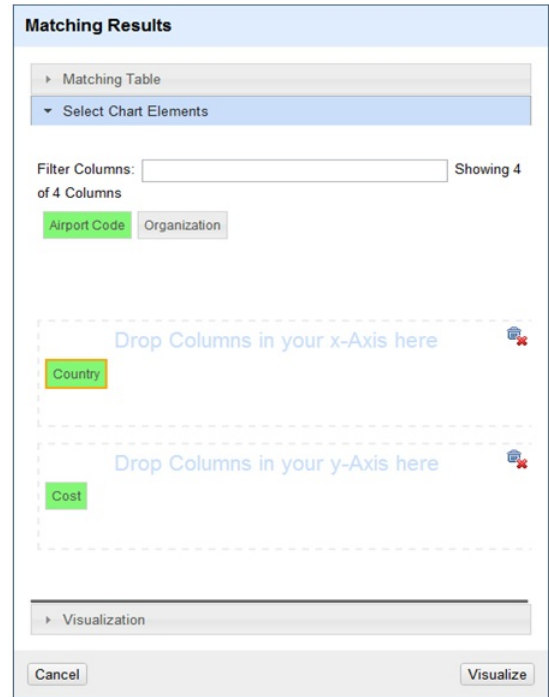 Matching Results
Matching Table
Select Chart Elements
Filter Columns: Showing 4
of 4 Columns
Airport Code Organization
Drop Columns in your x-Axis here
Country
Drop Columns in your y-Axis here
Cost
Visualization
Cancel Visualize